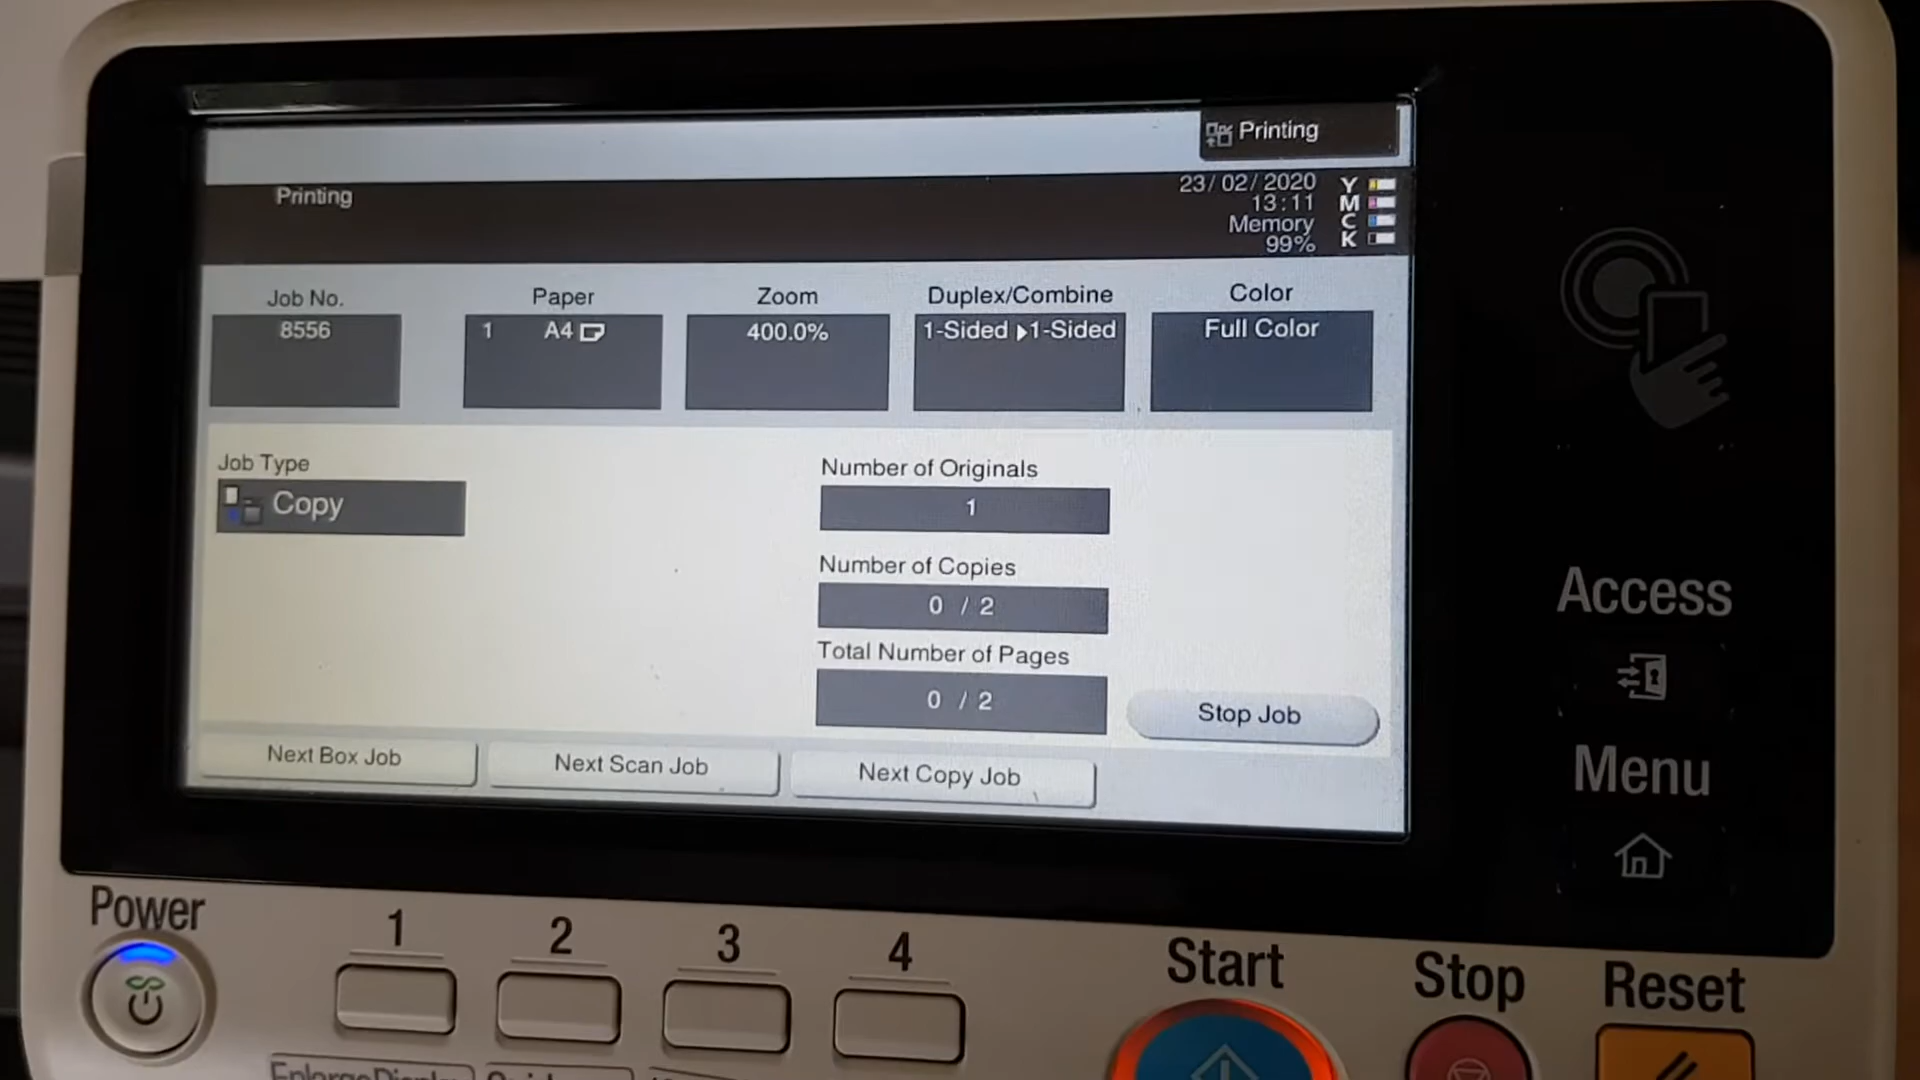 Printing
Printing
23/02/2020
13:11
Memory
99%
Y
M
C
K
Job No.
8556
Paper
1 A4
Zoom
400.0%
Duplex/Combine
1-Sided ▶1-Sided
Color
Full Color
Job Type
Copy
Number of Originals
1
Number of Copies
0 / 2
Total Number of Pages
0 / 2
Stop Job
Next Box Job
Next Scan Job
Next Copy Job
Access
Menu
Power
1
2
3
4
Start
Stop
Reset